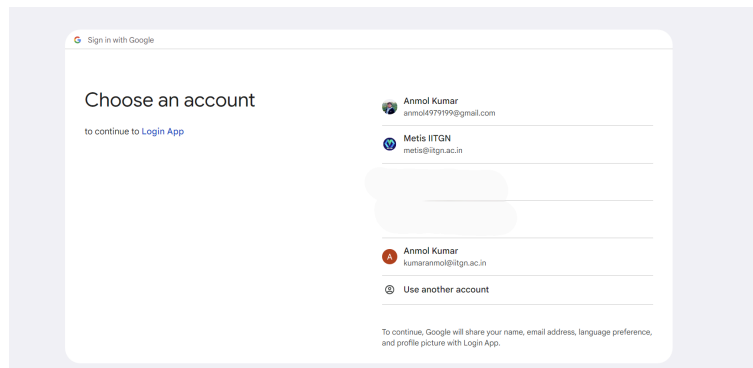 Sign in with Google
Choose an account
to continue to Login App
Anmol Kumar
anmol4979199@gmail.com
Metis IITGN
metis@iitgn.ac.in
A
Anmol Kumar
kumaranmol@iitgn.ac.in
Use another account
To continue, Google will share your name, email address, language preference,
and profile picture with Login App.